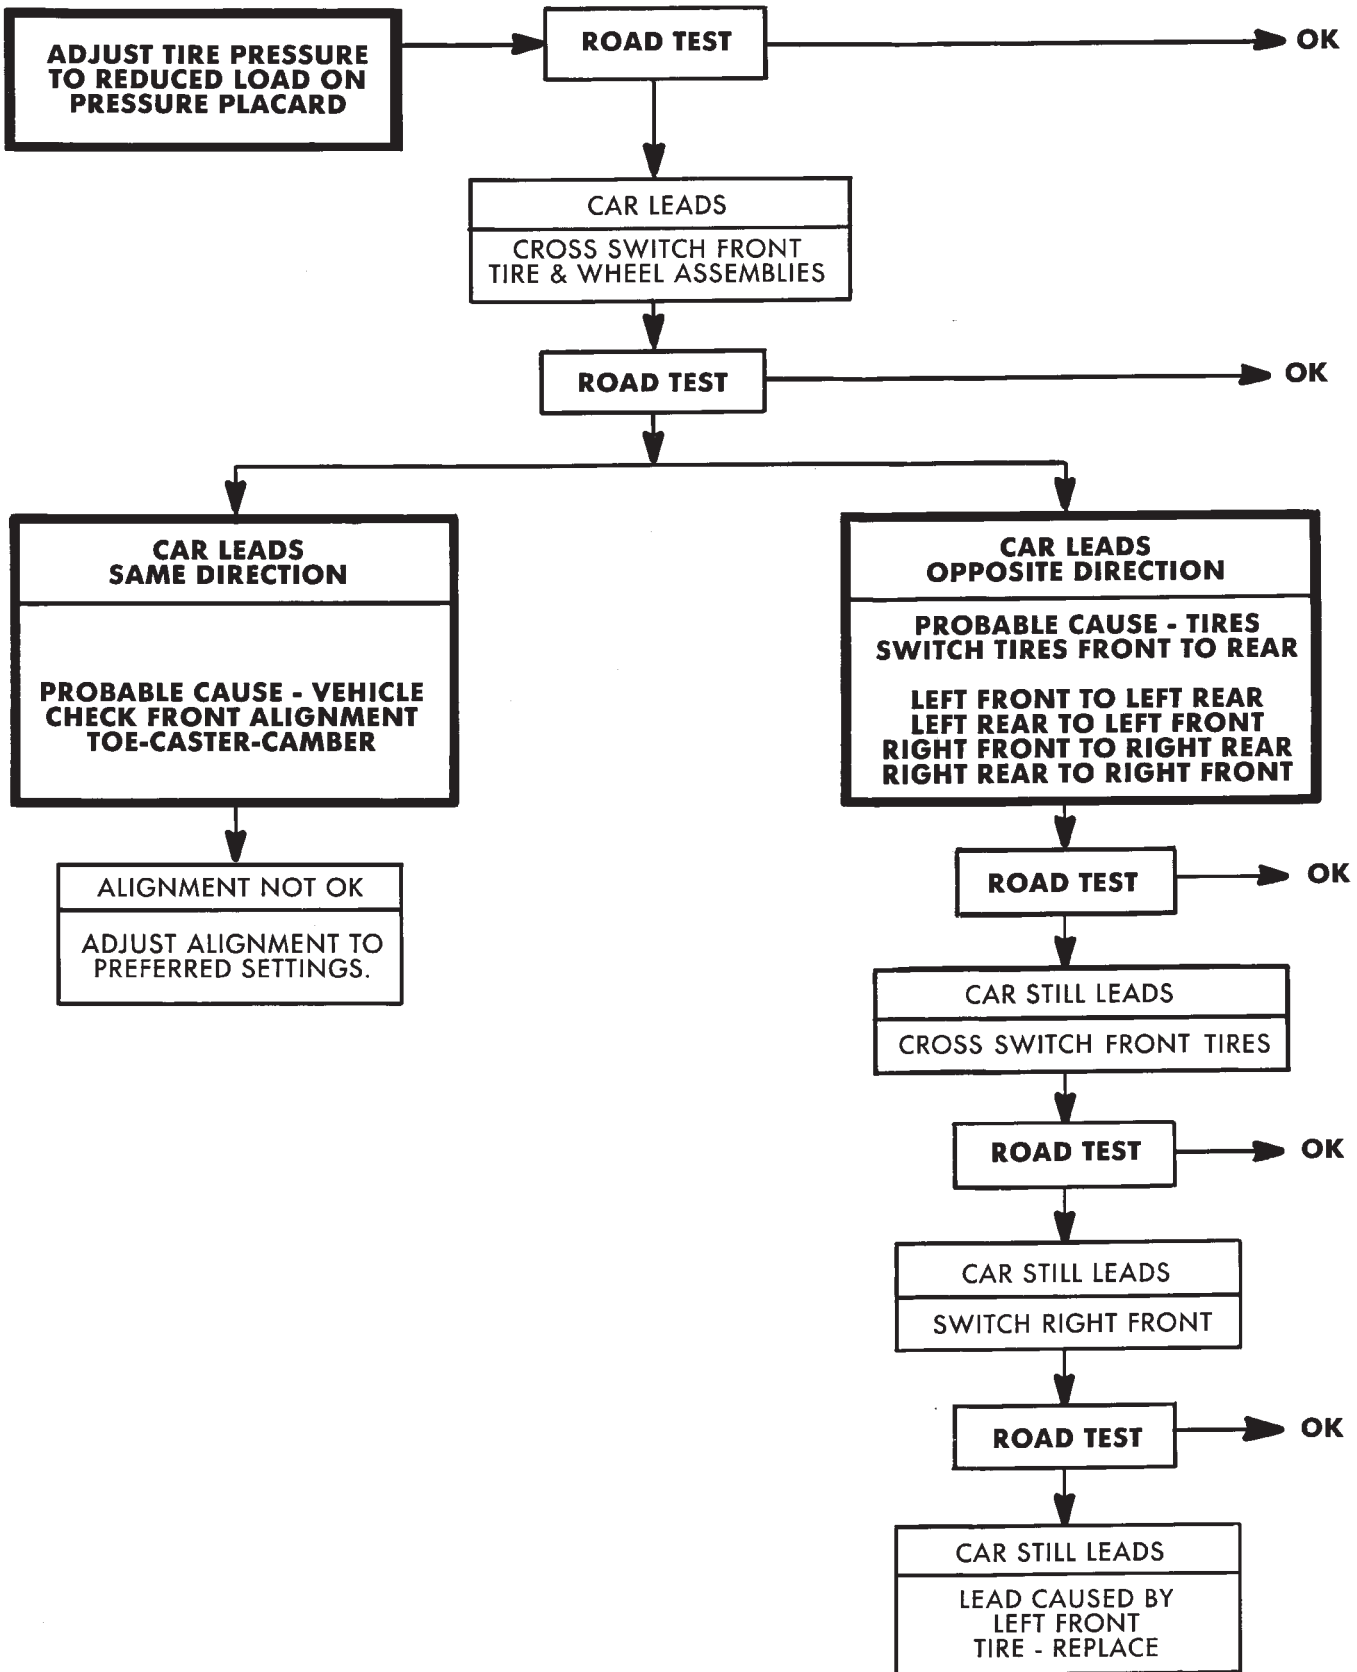 ADJUST TIRE PRESSURE
TO REDUCED LOAD ON
PRESSURE PLACARD
ROAD TEST
OK
CAR LEADS
CROSS SWITCH FRONT
TIRE & WHEEL ASSEMBLIES
ROAD TEST
OK
CAR LEADS
SAME DIRECTION
PROBABLE CAUSE - VEHICLE
CHECK FRONT ALIGNMENT
TOE-CASTER-CAMBER
ALIGNMENT NOT OK
ADJUST ALIGNMENT TO
PREFERRED SETTINGS.
CAR LEADS
OPPOSITE DIRECTION
PROBABLE CAUSE - TIRES
SWITCH TIRES FRONT TO REAR
LEFT FRONT TO LEFT REAR
LEFT REAR TO LEFT FRONT
RIGHT FRONT TO RIGHT REAR
RIGHT REAR TO RIGHT FRONT
ROAD TEST
OK
CAR STILL LEADS
CROSS SWITCH FRONT TIRES
ROAD TEST
OK
CAR STILL LEADS
SWITCH RIGHT FRONT
ROAD TEST
OK
CAR STILL LEADS
LEAD CAUSED BY
LEFT FRONT
TIRE - REPLACE